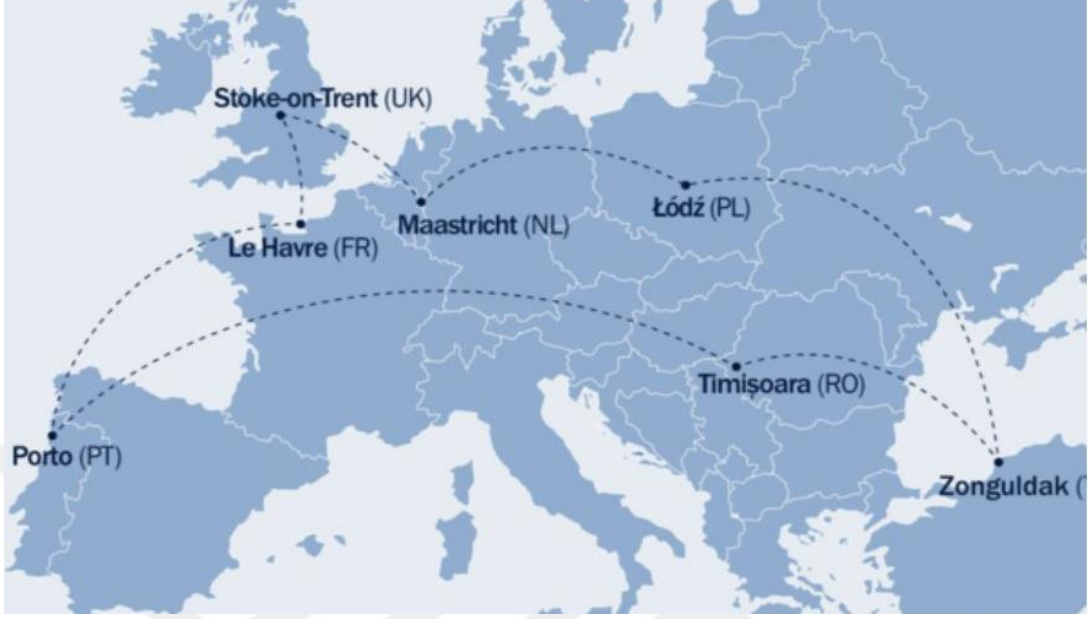 Stoke-on-Trent (UK)
Łódź (PL)
Maastricht (NL)
Le Havre (FR)
Timișoara (RO)
Porto (PT)
Zonguldak (